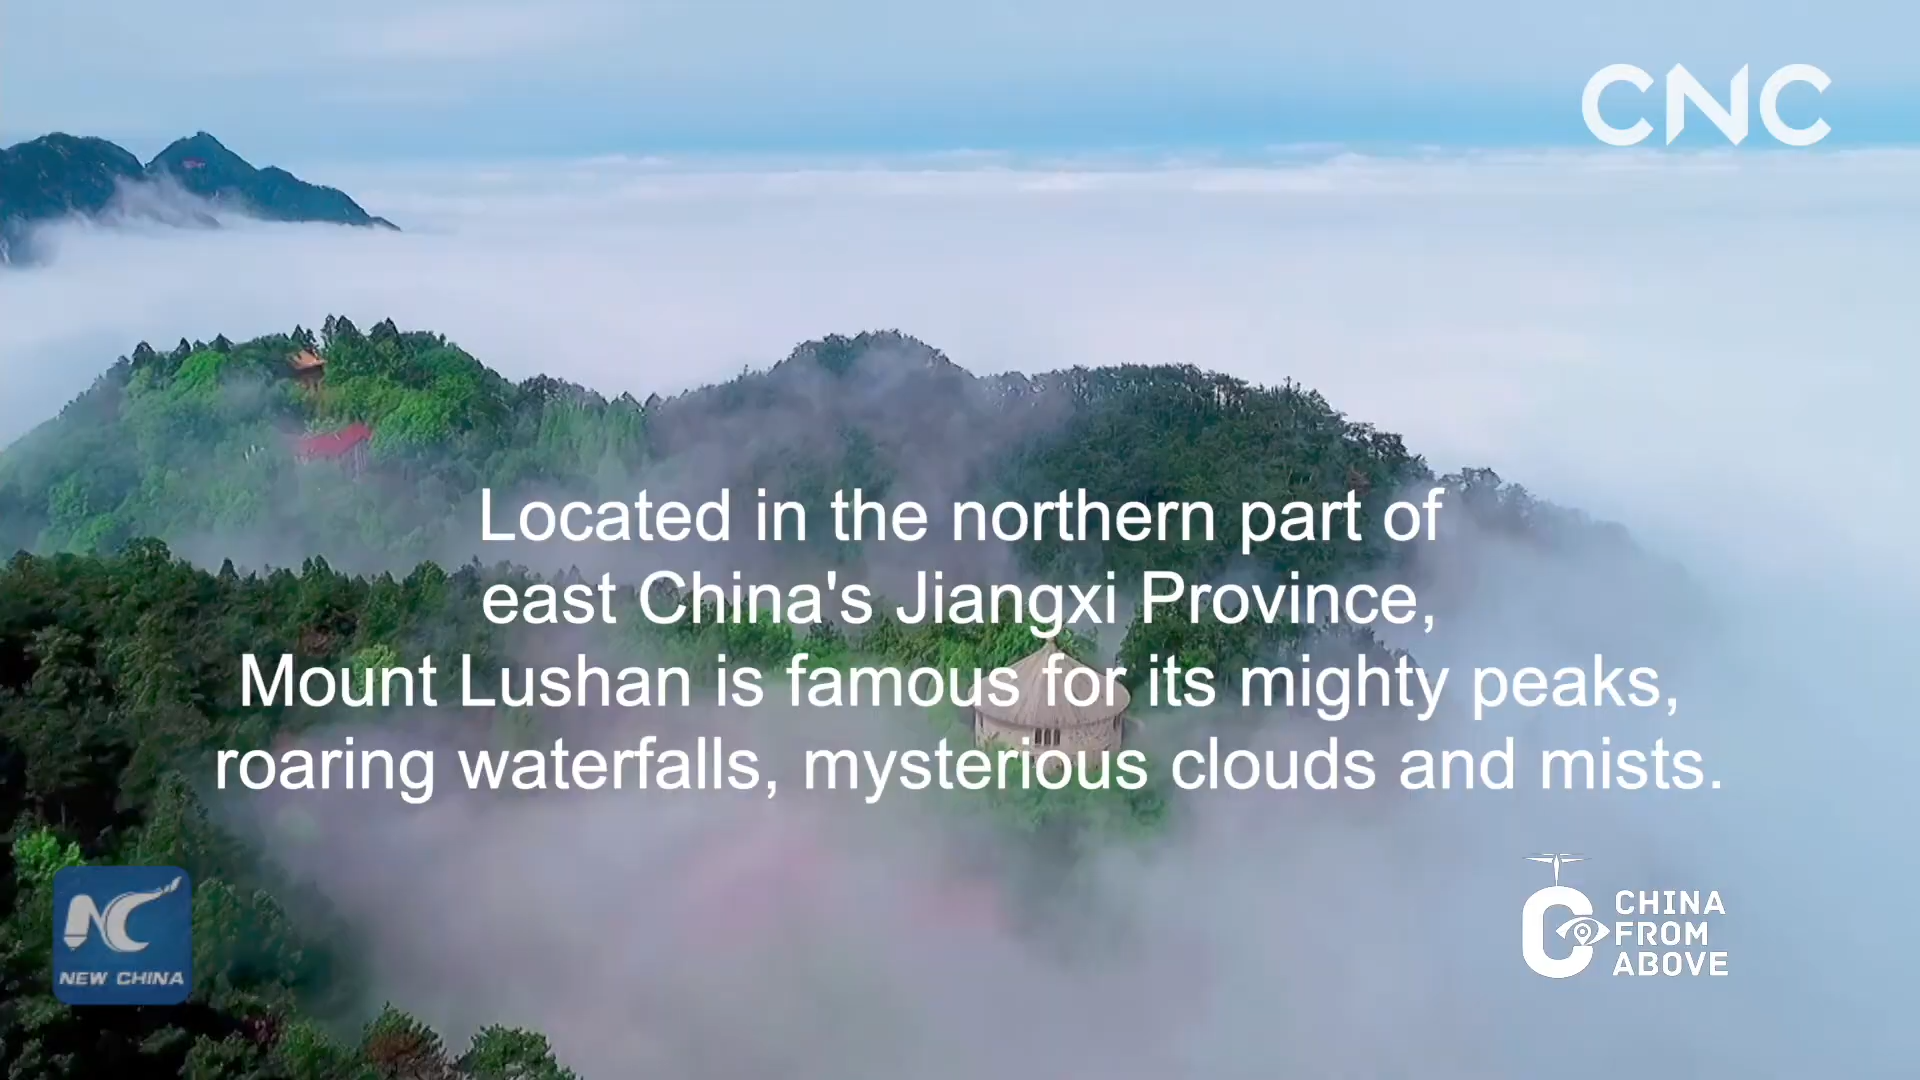 CNC
Located in the northern part of
east China's Jiangxi Province,
Mount Lushan is famous for its mighty peaks,
roaring waterfalls, mysterious clouds and mists.
NC
NEW CHINA
C
CHINA
FROM
ABOVE